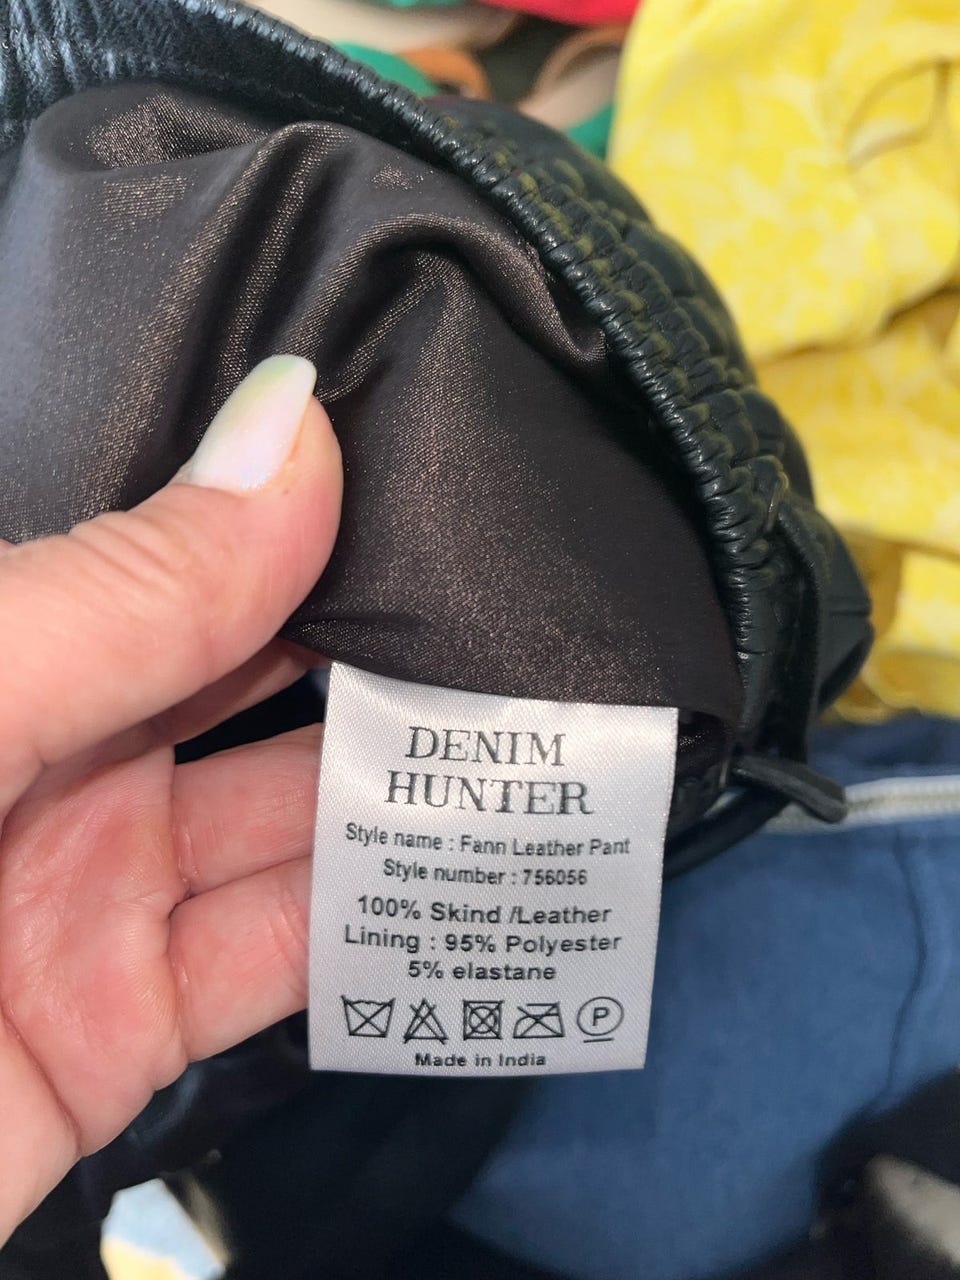 DENIM
HUNTER
Style name : Fann Leather Pant
Style number : 756056
100% Skind /Leather
Lining : 95% Polyester
5% elastane
P
Made in India